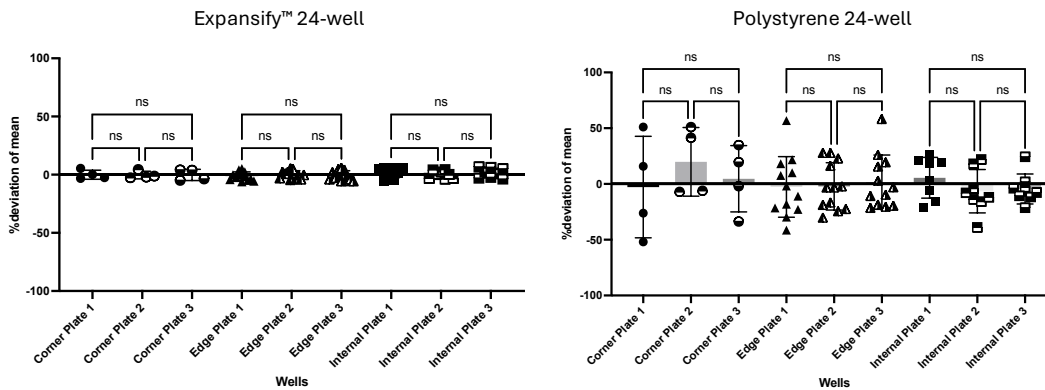 Expansify™ 24-well
%deviation of mean
100
50
0
-50
-100
ns
ns
ns
ns
ns
ns
ns
ns
ns
Corner Plate 1
Corner Plate 2
Corner Plate 3
Edge Plate 1
Edge Plate 2
Edge Plate 3
Internal Plate 1
Internal Plate 2
Internal Plate 3
Wells
Polystyrene 24-well
%deviation of mean
100
50
0
-50
-100
ns
ns
ns
ns
ns
ns
ns
ns
ns
Corner Plate 1
Corner Plate 2
Corner Plate 3
Edge Plate 1
Edge Plate 2
Edge Plate 3
Internal Plate 1
Internal Plate 2
Internal Plate 3
Wells